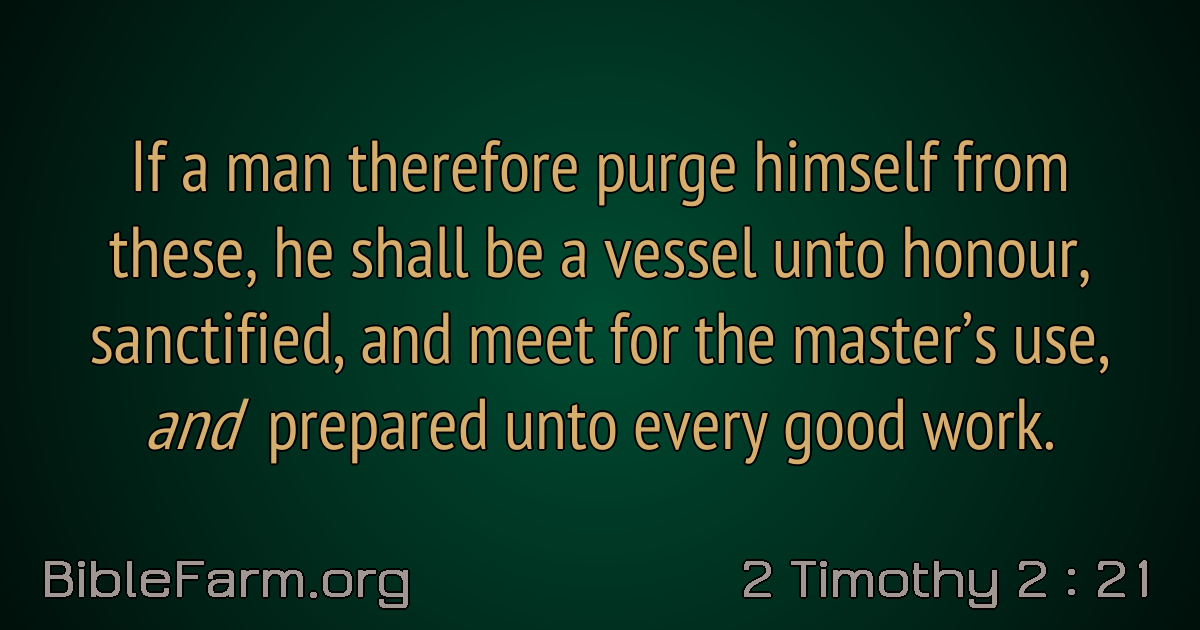 If a man therefore purge himself from
these, he shall be a vessel unto honour,
sanctified, and meet for the master’s use,
and prepared unto every good work.
BibleFarm.org
2 Timothy 2 : 21